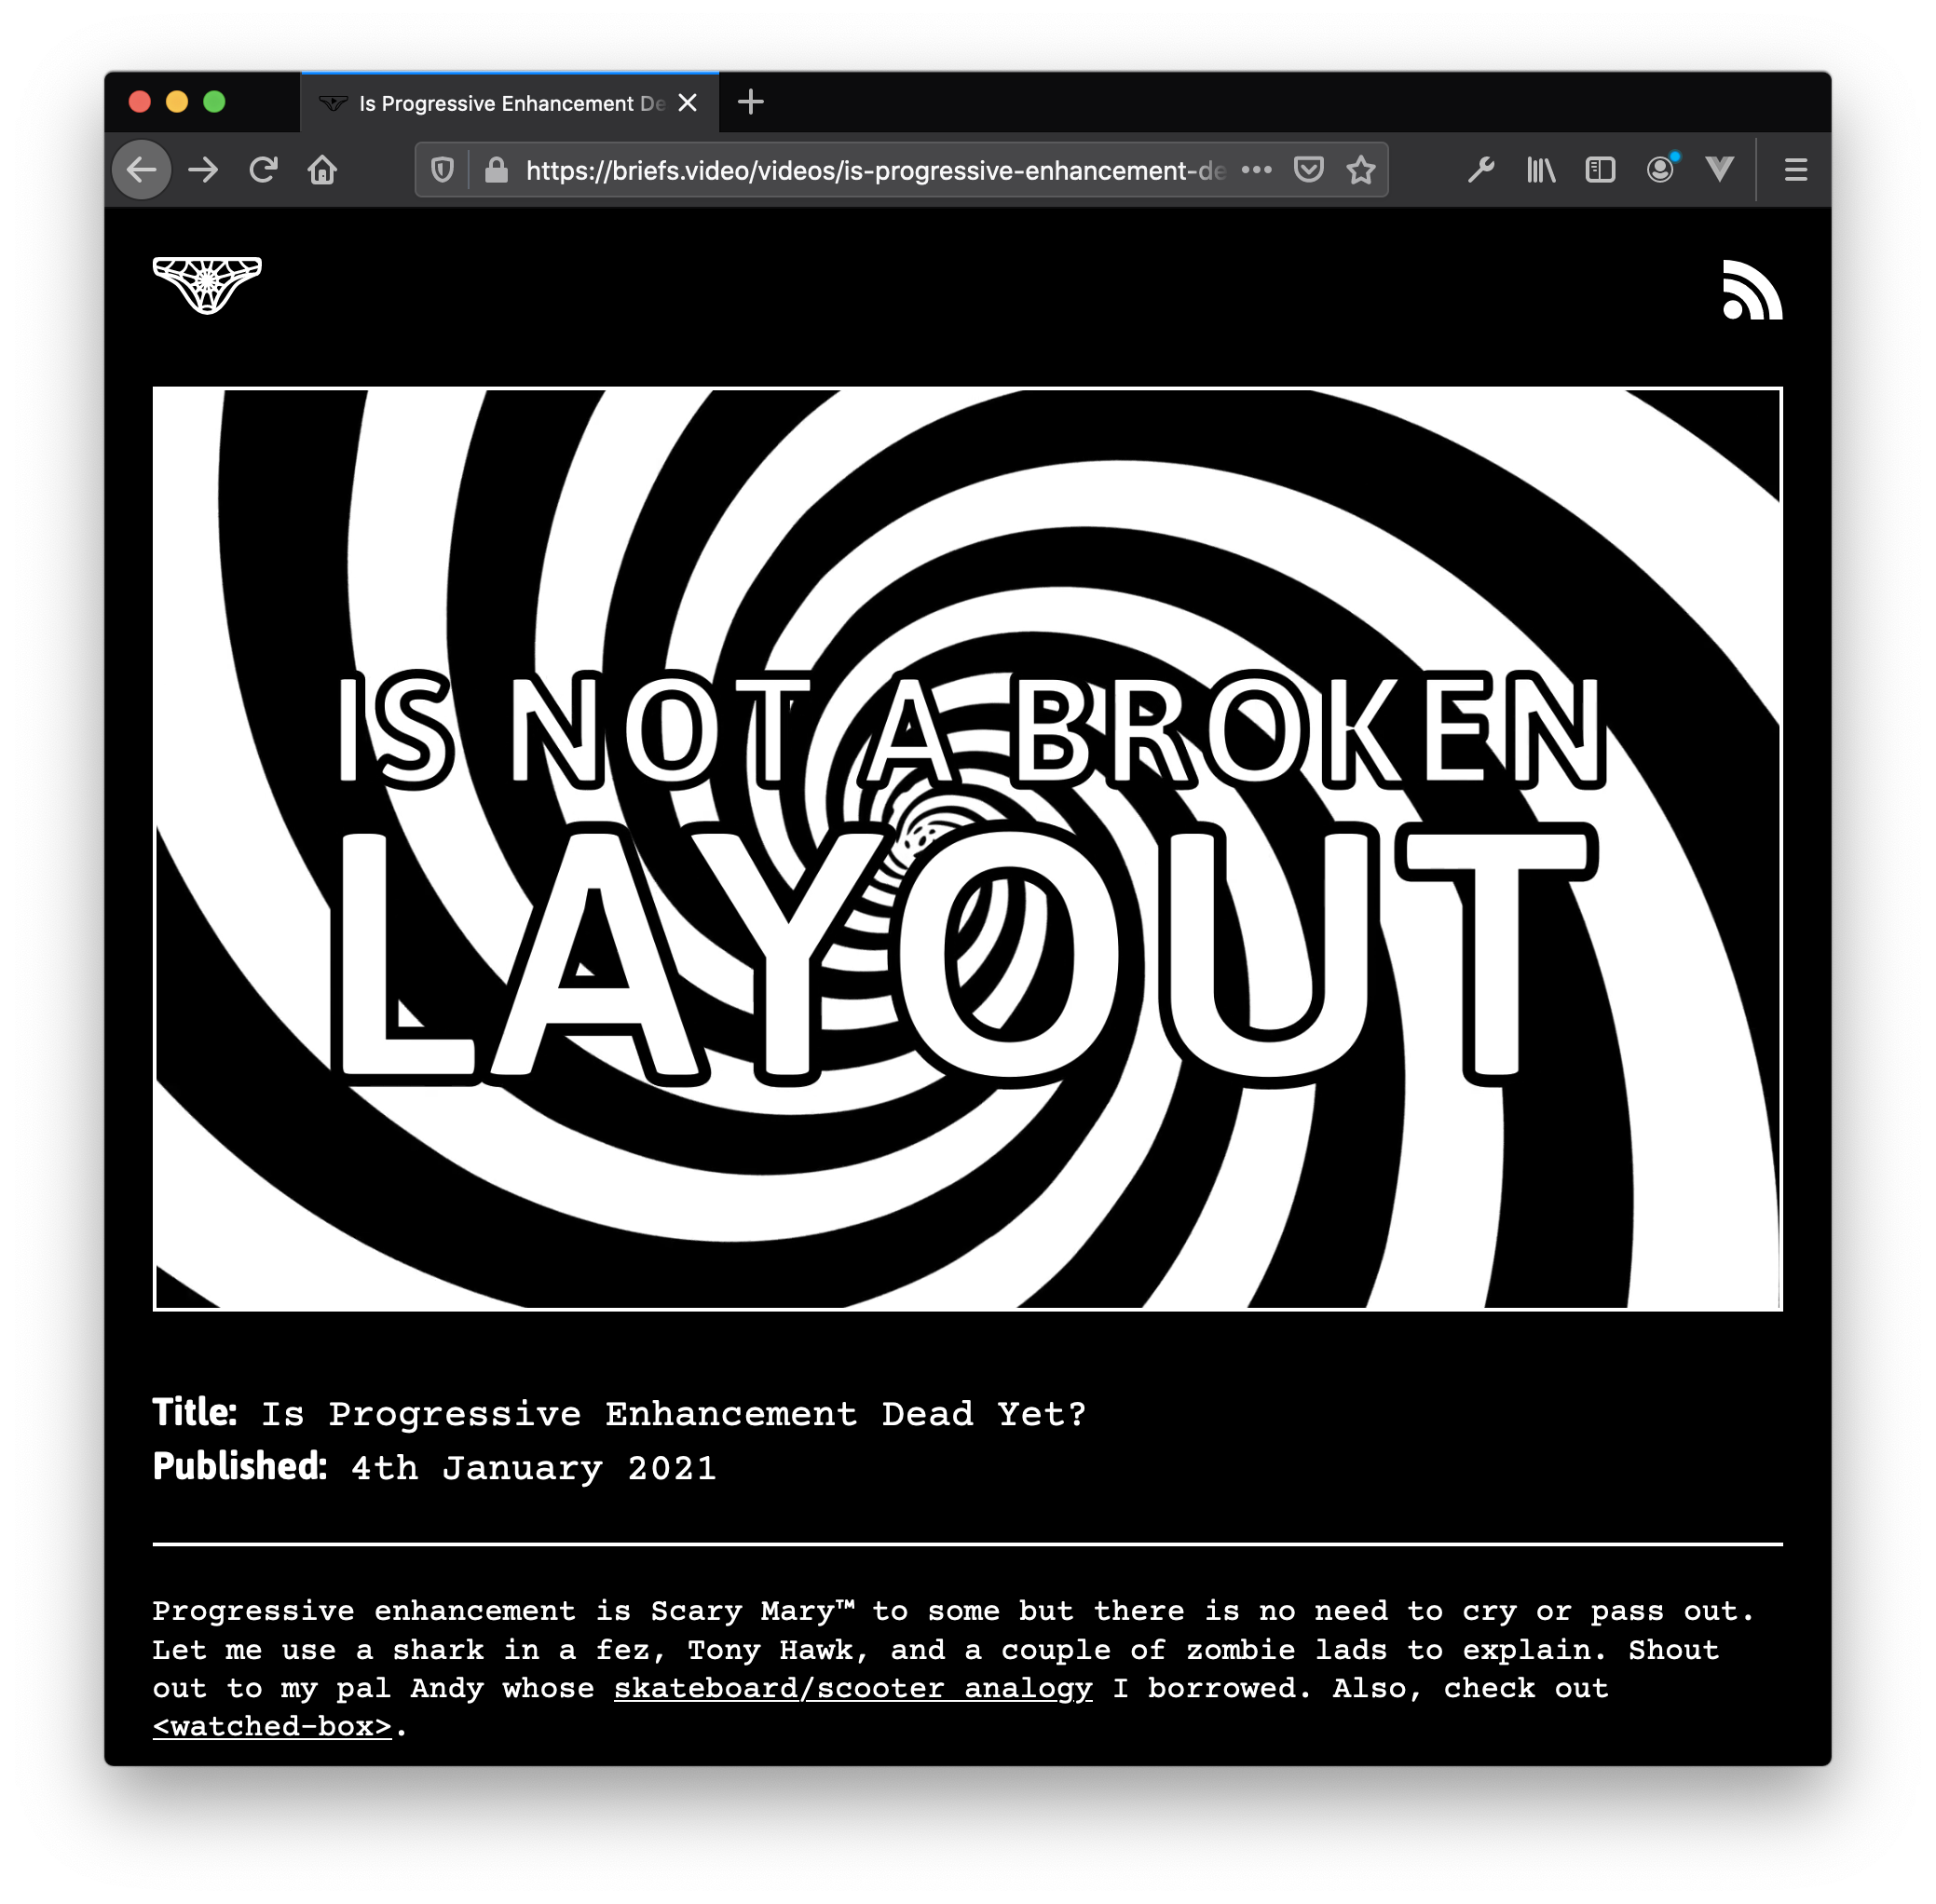 Is Progressive Enhancement De
https://briefs.video/videos/is-progressive-enhancement-de
IS NOT A BROKEN
LAYOUT
Title: Is Progressive Enhancement Dead Yet?
Published: 4th January 2021
Progressive enhancement is Scary Mary™ to some but there is no need to cry or pass out.
Let me use a shark in a fez, Tony Hawk, and a couple of zombie lads to explain. Shout
out to my pal Andy whose skateboard/scooter analogy I borrowed. Also, check out
<watched-box>.